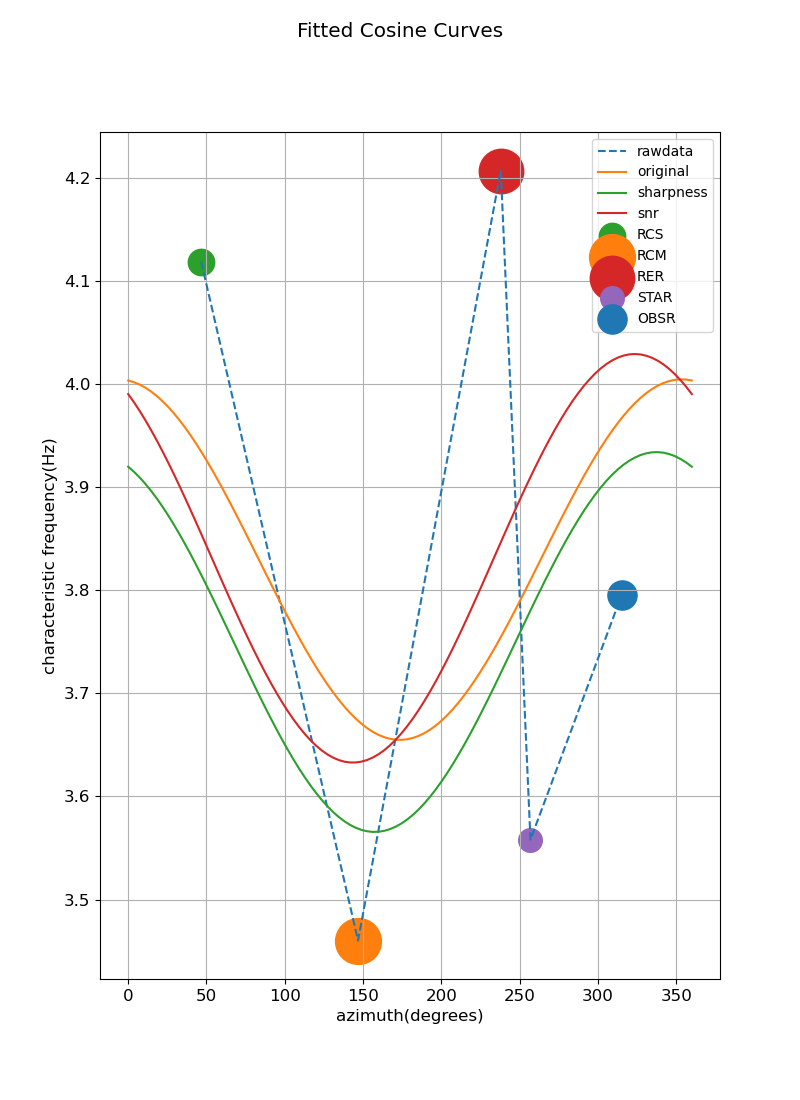 Fitted Cosine Curves
rawdata
original
sharpness
snr
RCS
RCM
RER
STAR
OBSR
characteristic frequency(Hz)
4.2
4.1
4.0
3.9
3.8
3.7
3.6
3.5
0 50 100 150 200 250 300 350
azimuth(degrees)